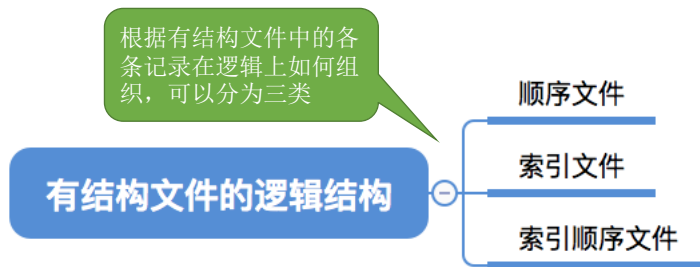 根据有结构文件中的各
条记录在逻辑上如何组
织，可以分为三类
顺序文件
索引文件
有结构文件的逻辑结构
索引顺序文件